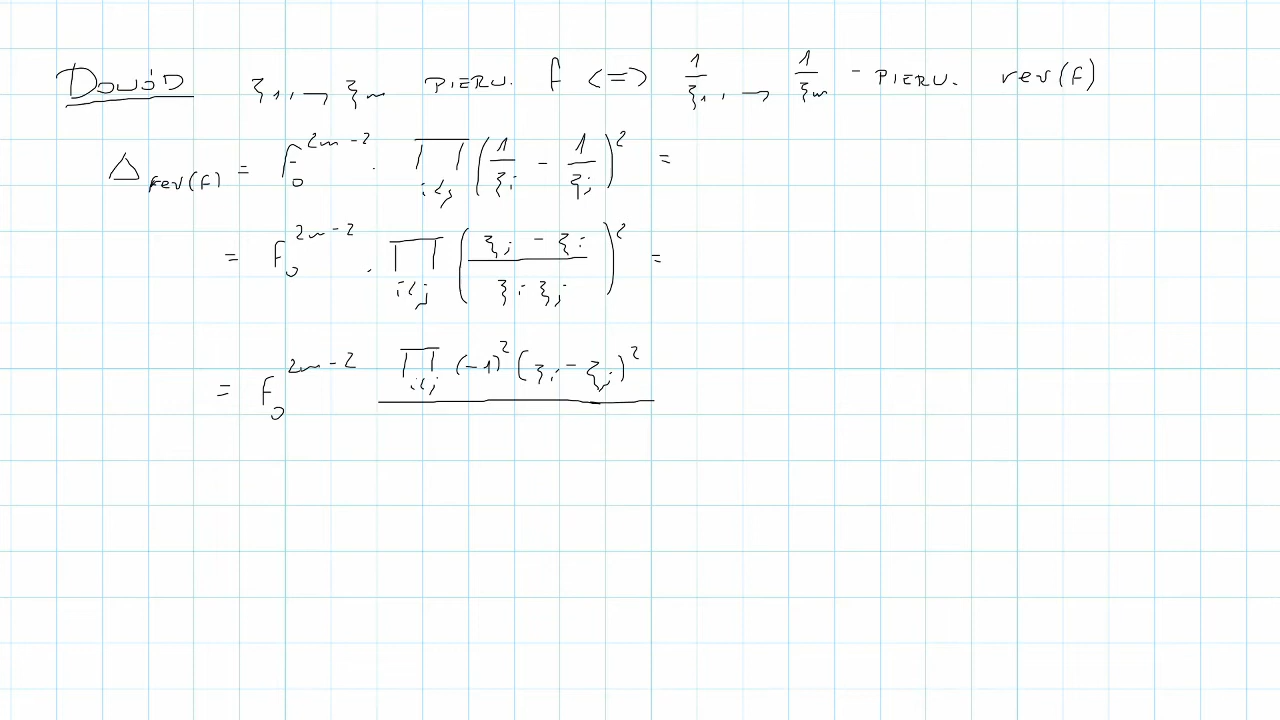 DOWÓD ξ₁, → ξₘ PIERW. f <=> 1/ξ₁, → 1/ξₘ - PIERW. rev(f)
Δ_rev(f) = f₀^(2m-2) · ∏_(i<j) (1/ξᵢ - 1/ξⱼ)² =
= f₀^(2m-2) · ∏_(i<j) ((ξⱼ - ξᵢ)/(ξᵢ ξⱼ))² =
= f₀^(2m-2) ∏_(i<j) (-1)² (ξᵢ - ξⱼ)²